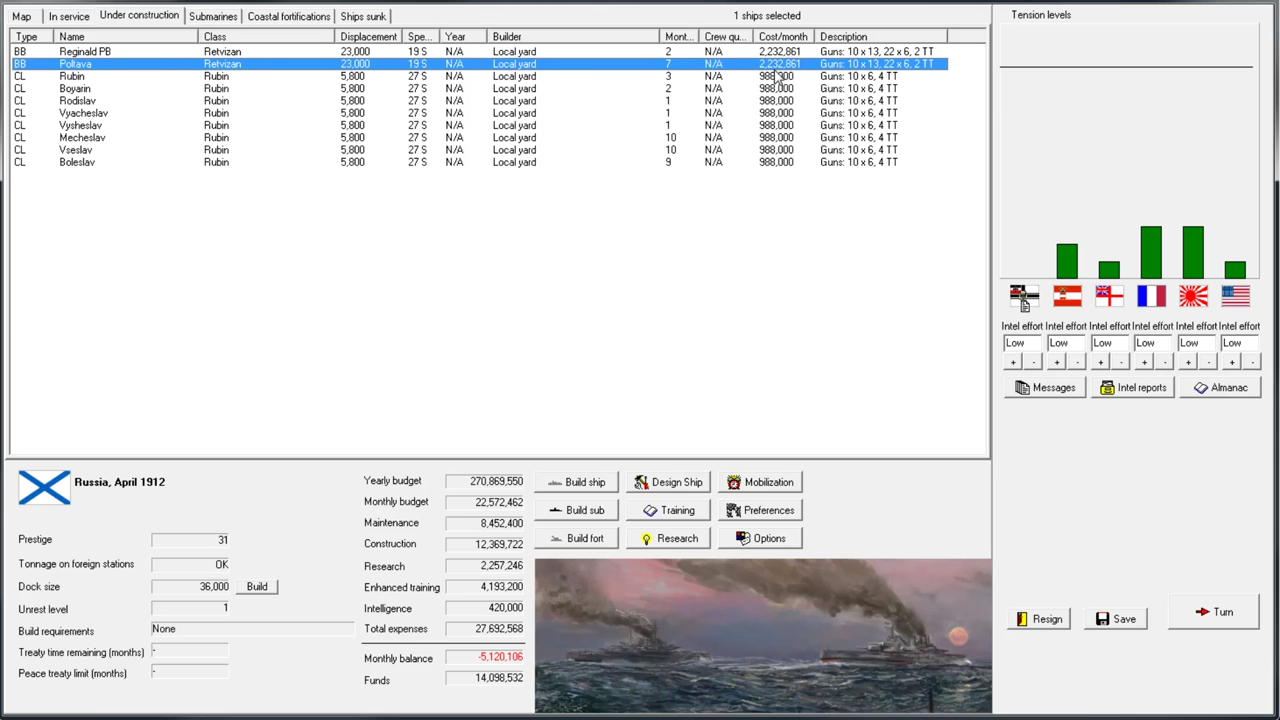 Map In service Under construction Submarines Coastal fortifications Ships sunk 1 ships selected Tension levels
Type Name Class Displacement Spe... Year Builder Mont... Crew qu... Cost/month Description
BB Reginald PB Retvizan 23,000 19 S N/A Local yard 2 N/A 2,232,861 Guns: 10 x 13, 22 x 6, 2 TT
BB Poltava Retvizan 23,000 19 S N/A Local yard 7 N/A 2,232,861 Guns: 10 x 13, 22 x 6, 2 TT
CL Rubin Rubin 5,800 27 S N/A Local yard 3 N/A 988,000 Guns: 10 x 6, 4 TT
CL Boyarin Rubin 5,800 27 S N/A Local yard 2 N/A 988,000 Guns: 10 x 6, 4 TT
CL Rodislav Rubin 5,800 27 S N/A Local yard 1 N/A 988,000 Guns: 10 x 6, 4 TT
CL Vyacheslav Rubin 5,800 27 S N/A Local yard 1 N/A 988,000 Guns: 10 x 6, 4 TT
CL Vysheslav Rubin 5,800 27 S N/A Local yard 1 N/A 988,000 Guns: 10 x 6, 4 TT
CL Mecheslav Rubin 5,800 27 S N/A Local yard 10 N/A 988,000 Guns: 10 x 6, 4 TT
CL Vseslav Rubin 5,800 27 S N/A Local yard 10 N/A 988,000 Guns: 10 x 6, 4 TT
CL Boleslav Rubin 5,800 27 S N/A Local yard 9 N/A 988,000 Guns: 10 x 6, 4 TT
Intel effort Intel effort Intel effort Intel effort Intel effort Intel effort
Low Low Low Low Low Low
+ - + - + - + - + - + -
Messages Intel reports Almanac
Russia, April 1912
Prestige 31
Tonnage on foreign stations OK
Dock size 36,000 Build
Unrest level 1
Build requirements None
Treaty time remaining (months) -
Peace treaty limit (months) -
Yearly budget 270,869,550
Monthly budget 22,572,462
Maintenance 8,452,400
Construction 12,369,722
Research 2,257,246
Enhanced training 4,193,200
Intelligence 420,000
Total expenses 27,692,568
Monthly balance -5,120,106
Funds 14,098,532
Build ship Design Ship Mobilization
Build sub Training Preferences
Build fort Research Options
Resign Save Turn